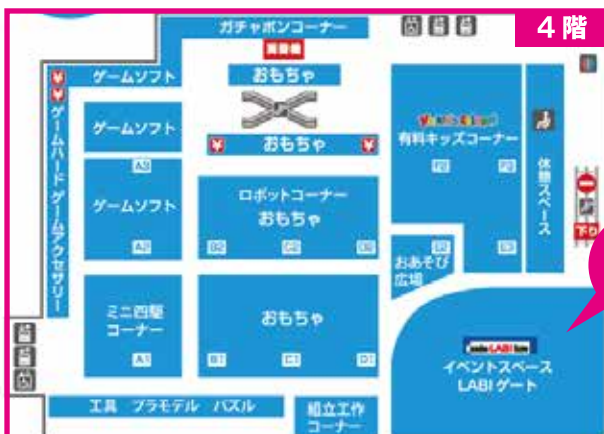 ガチャポンコーナー
4階
両替機
¥
¥
ゲームソフト
おもちゃ
ゲームハード ゲームアクセサリー
ゲームソフト
¥ おもちゃ ¥
有料キッズコーナー
休憩スペース
A3
ゲームソフト
ロボットコーナー
おもちゃ
下り
A2
B2
C2
D2
おあそび
広場
E3
ミニ四駆
コーナー
おもちゃ
A1
B1
C1
D1
LABI
イベントスペース
LABIゲート
工具 プラモデル パズル
組立工作
コーナー